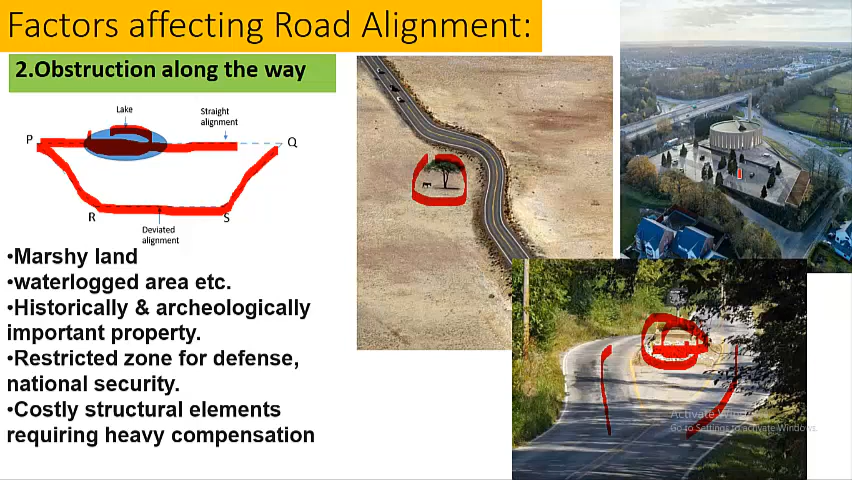 Factors affecting Road Alignment:
2.Obstruction along the way
Lake
Straight
alignment
P
Q
R
S
Deviated
alignment
•Marshy land
•waterlogged area etc.
•Historically & archeologically
important property.
•Restricted zone for defense,
national security.
•Costly structural elements
requiring heavy compensation
Activate Windows
Go to Settings to activate Windows.